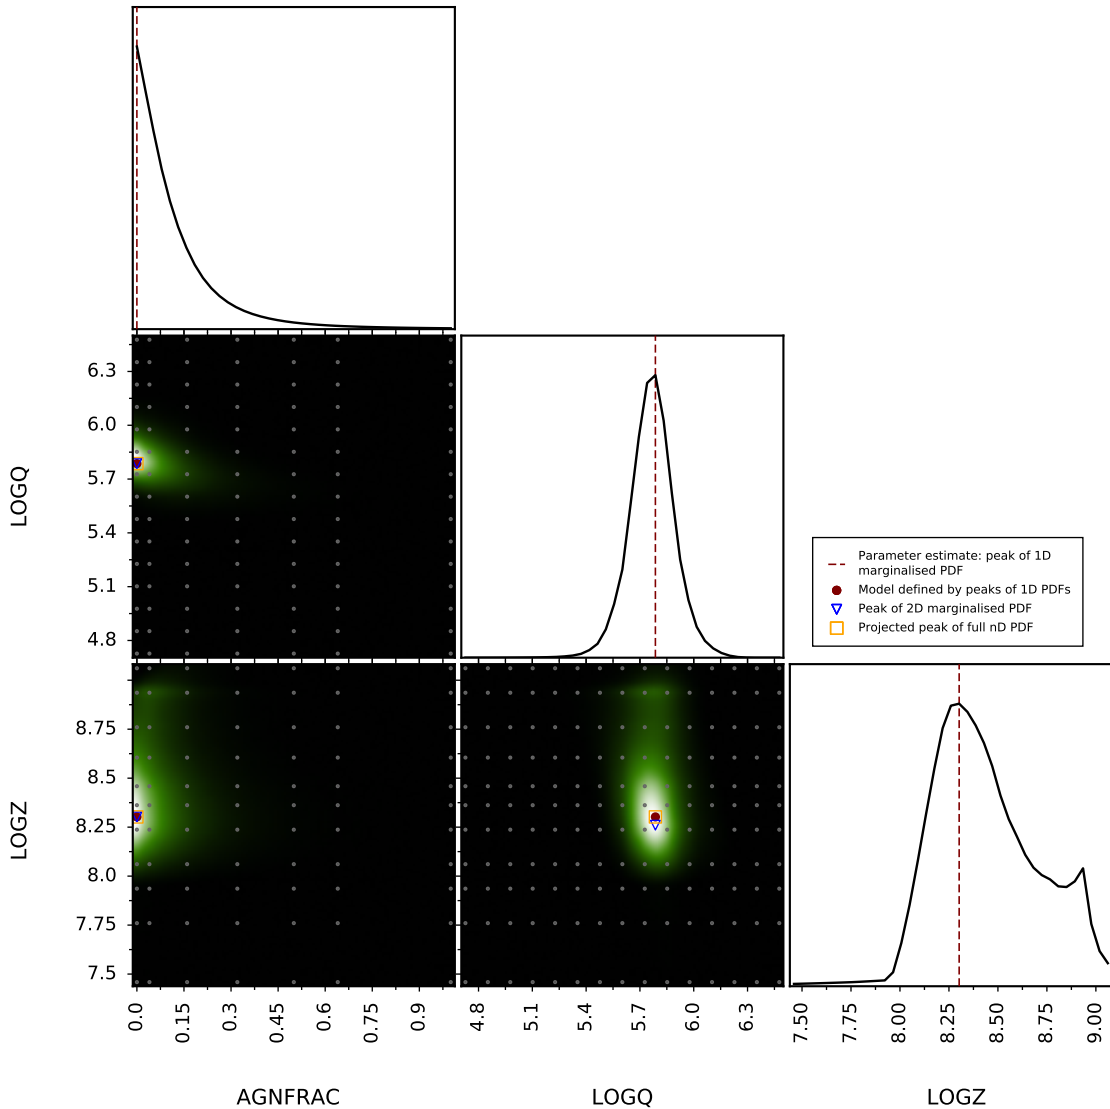 6.3
6.0
5.7
5.4
5.1
4.8
LOGQ
Parameter estimate: peak of 1D
marginalised PDF
Model defined by peaks of 1D PDFs
Peak of 2D marginalised PDF
Projected peak of full nD PDF
8.75
8.5
8.25
8.0
7.75
7.5
LOGZ
0.0 0.15 0.3 0.45 0.6 0.75 0.9
4.8 5.1 5.4 5.7 6.0 6.3
7.50 7.75 8.00 8.25 8.50 8.75 9.00
AGNFRAC LOGQ LOGZ